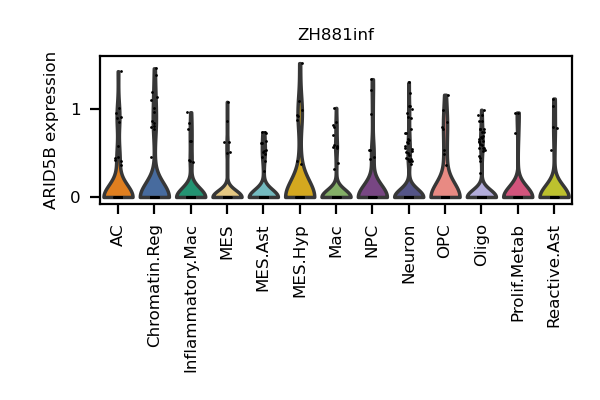 ZH881inf
ARID5B expression
1
0
AC
Chromatin.Reg
Inflammatory.Mac
MES
MES.Ast
MES.Hyp
Mac
NPC
Neuron
OPC
Oligo
Prolif.Metab
Reactive.Ast